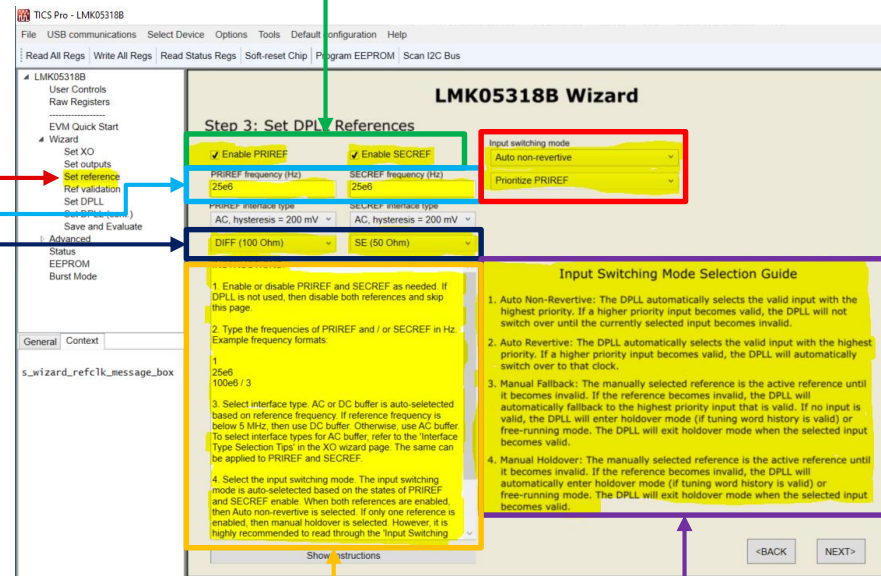 TICS Pro - LMK05318B
File USB communications Select Device Options Tools Default configuration Help
Read All Regs Write All Regs Read Status Regs Soft-reset Chip Program EEPROM Scan I2C Bus
LMK05318B
User Controls
Raw Registers
------------------
EVM Quick Start
Wizard
Set XO
Set outputs
Set reference
Ref validation
Set DPLL
Set DPLL (cont.)
Save and Evaluate
Advanced
Status
EEPROM
Burst Mode
General Context
s_wizard_refclk_message_box
LMK05318B Wizard
Step 3: Set DPLL References
Enable PRIREF Enable SECREF
PRIREF frequency (Hz) SECREF frequency (Hz)
25e6 25e6
PRIREF interface type SECREF interface type
AC, hysteresis = 200 mV AC, hysteresis = 200 mV
DIFF (100 Ohm) SE (50 Ohm)
Input switching mode
Auto non-revertive
Prioritize PRIREF
1. Enable or disable PRIREF and SECREF as needed. If
DPLL is not used, then disable both references and skip
this page.
2. Type the frequencies of PRIREF and / or SECREF in Hz.
Example frequency formats:
1
25e6
100e6 / 3
3. Select interface type. AC or DC buffer is auto-seletected
based on reference frequency. If reference frequency is
below 5 MHz, then use DC buffer. Otherwise, use AC buffer.
To select interface types for AC buffer, refer to the 'Interface
Type Selection Tips' in the XO wizard page. The same can
be applied to PRIREF and SECREF.
4. Select the input switching mode. The input switching
mode is auto-seletected based on the states of PRIREF
and SECREF enable. When both references are enabled,
then Auto non-revertive is selected. If only one reference is
enabled, then manual holdover is selected. However, it is
highly recommended to read through the 'Input Switching
Show instructions
Input Switching Mode Selection Guide
1. Auto Non-Revertive: The DPLL automatically selects the valid input with the
highest priority. If a higher priority input becomes valid, the DPLL will not
switch over until the currently selected input becomes invalid.
2. Auto Revertive: The DPLL automatically selects the valid input with the highest
priority. If a higher priority input becomes valid, the DPLL will automatically
switch over to that clock.
3. Manual Fallback: The manually selected reference is the active reference until
it becomes invalid. If the reference becomes invalid, the DPLL will
automatically fallback to the highest priority input that is valid. If no input is
valid, the DPLL will enter holdover mode (if tuning word history is valid) or
free-running mode. The DPLL will exit holdover mode when the selected input
becomes valid.
4. Manual Holdover: The manually selected reference is the active reference until
it becomes invalid. If the reference becomes invalid, the DPLL will
automatically enter holdover mode (if tuning word history is valid) or
free-running mode. The DPLL will exit holdover mode when the selected input
becomes valid.
<BACK NEXT>